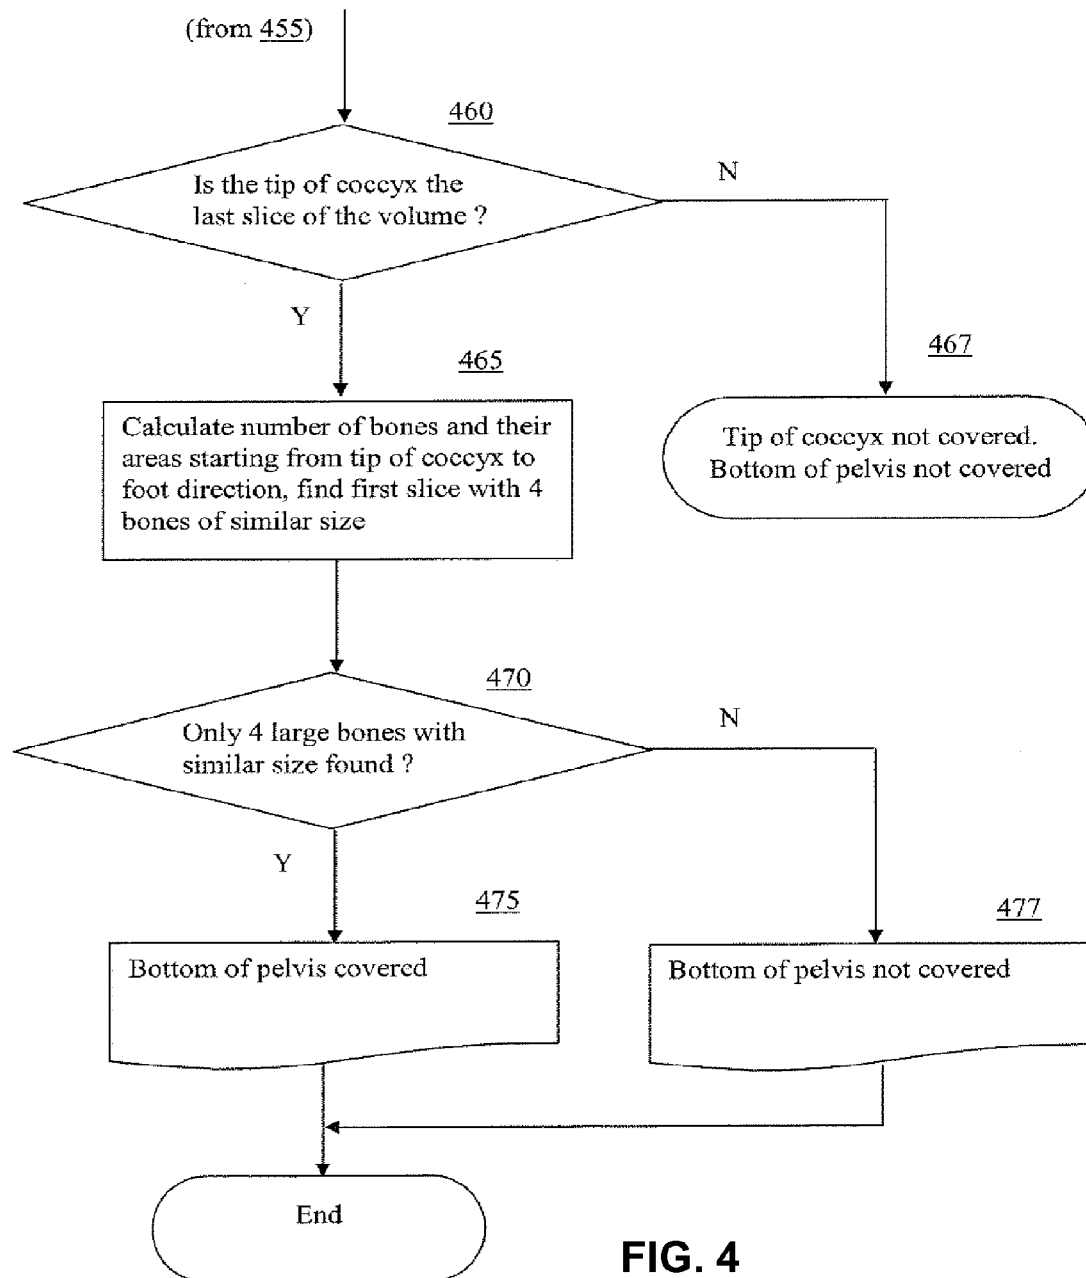 (from 455)
460
Is the tip of coccyx the
last slice of the volume ?
N
Y
465
467
Calculate number of bones and their
areas starting from tip of coccyx to
foot direction, find first slice with 4
bones of similar size
Tip of coccyx not covered.
Bottom of pelvis not covered
470
Only 4 large bones with
similar size found ?
N
Y
475
477
Bottom of pelvis covered
Bottom of pelvis not covered
End
FIG. 4